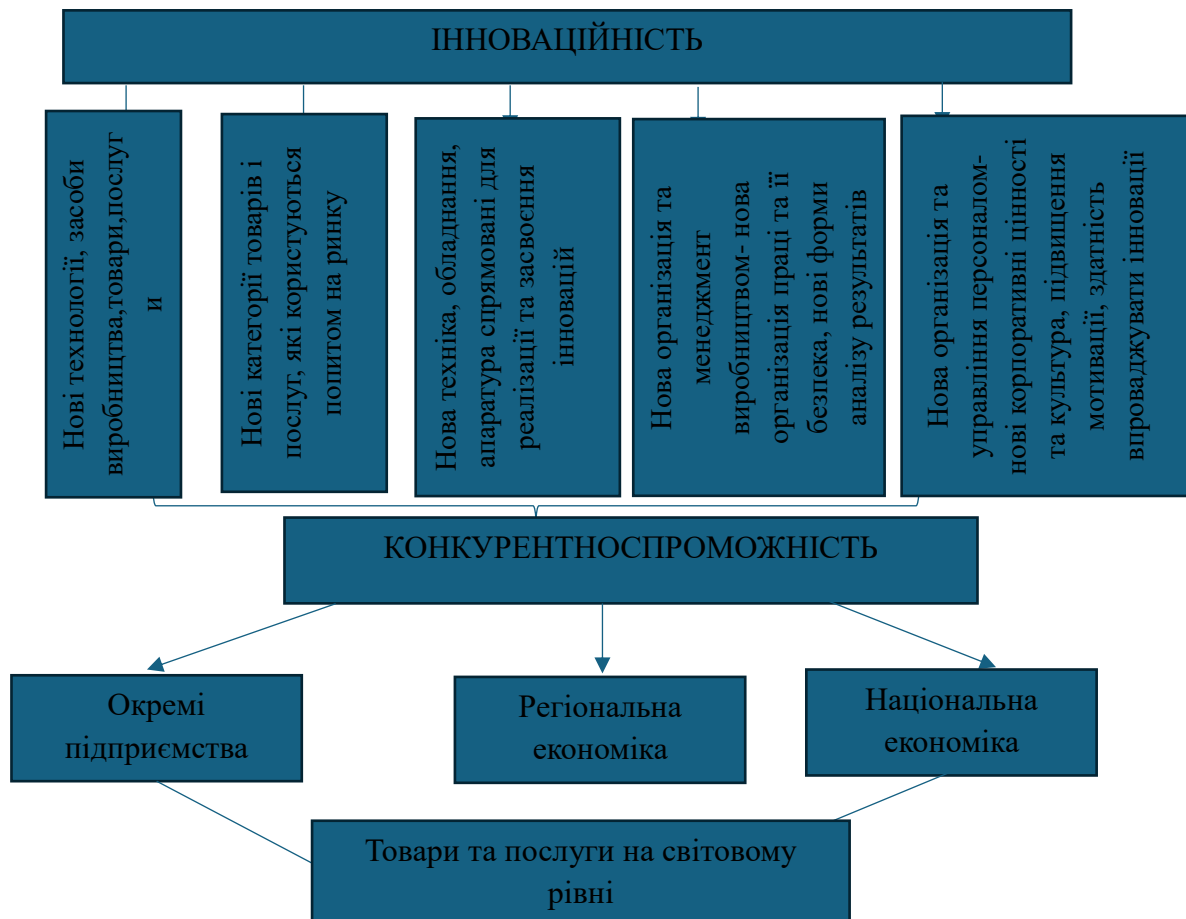 ІННОВАЦІЙНІСТЬ
Нові технології, засоби
виробництва,товари,послуг
и
Нові категорії товарів і
послуг, які користуються
попитом на ринку
Нова техніка, обладнання,
апаратура спрямовані для
реалізації та засвоєння
інновацій
Нова організація та
менеджмент
виробництвом- нова
організація праці та її
безпека, нові форми
аналізу результатів
Нова організація та
управління персоналом-
нові корпоративні цінності
та культура, підвищення
мотивації, здатність
впроваджувати інновації
КОНКУРЕНТНОСПРОМОЖНІСТЬ
Окремі
підприємства
Регіональна
економіка
Національна
економіка
Товари та послуги на світовому
рівні